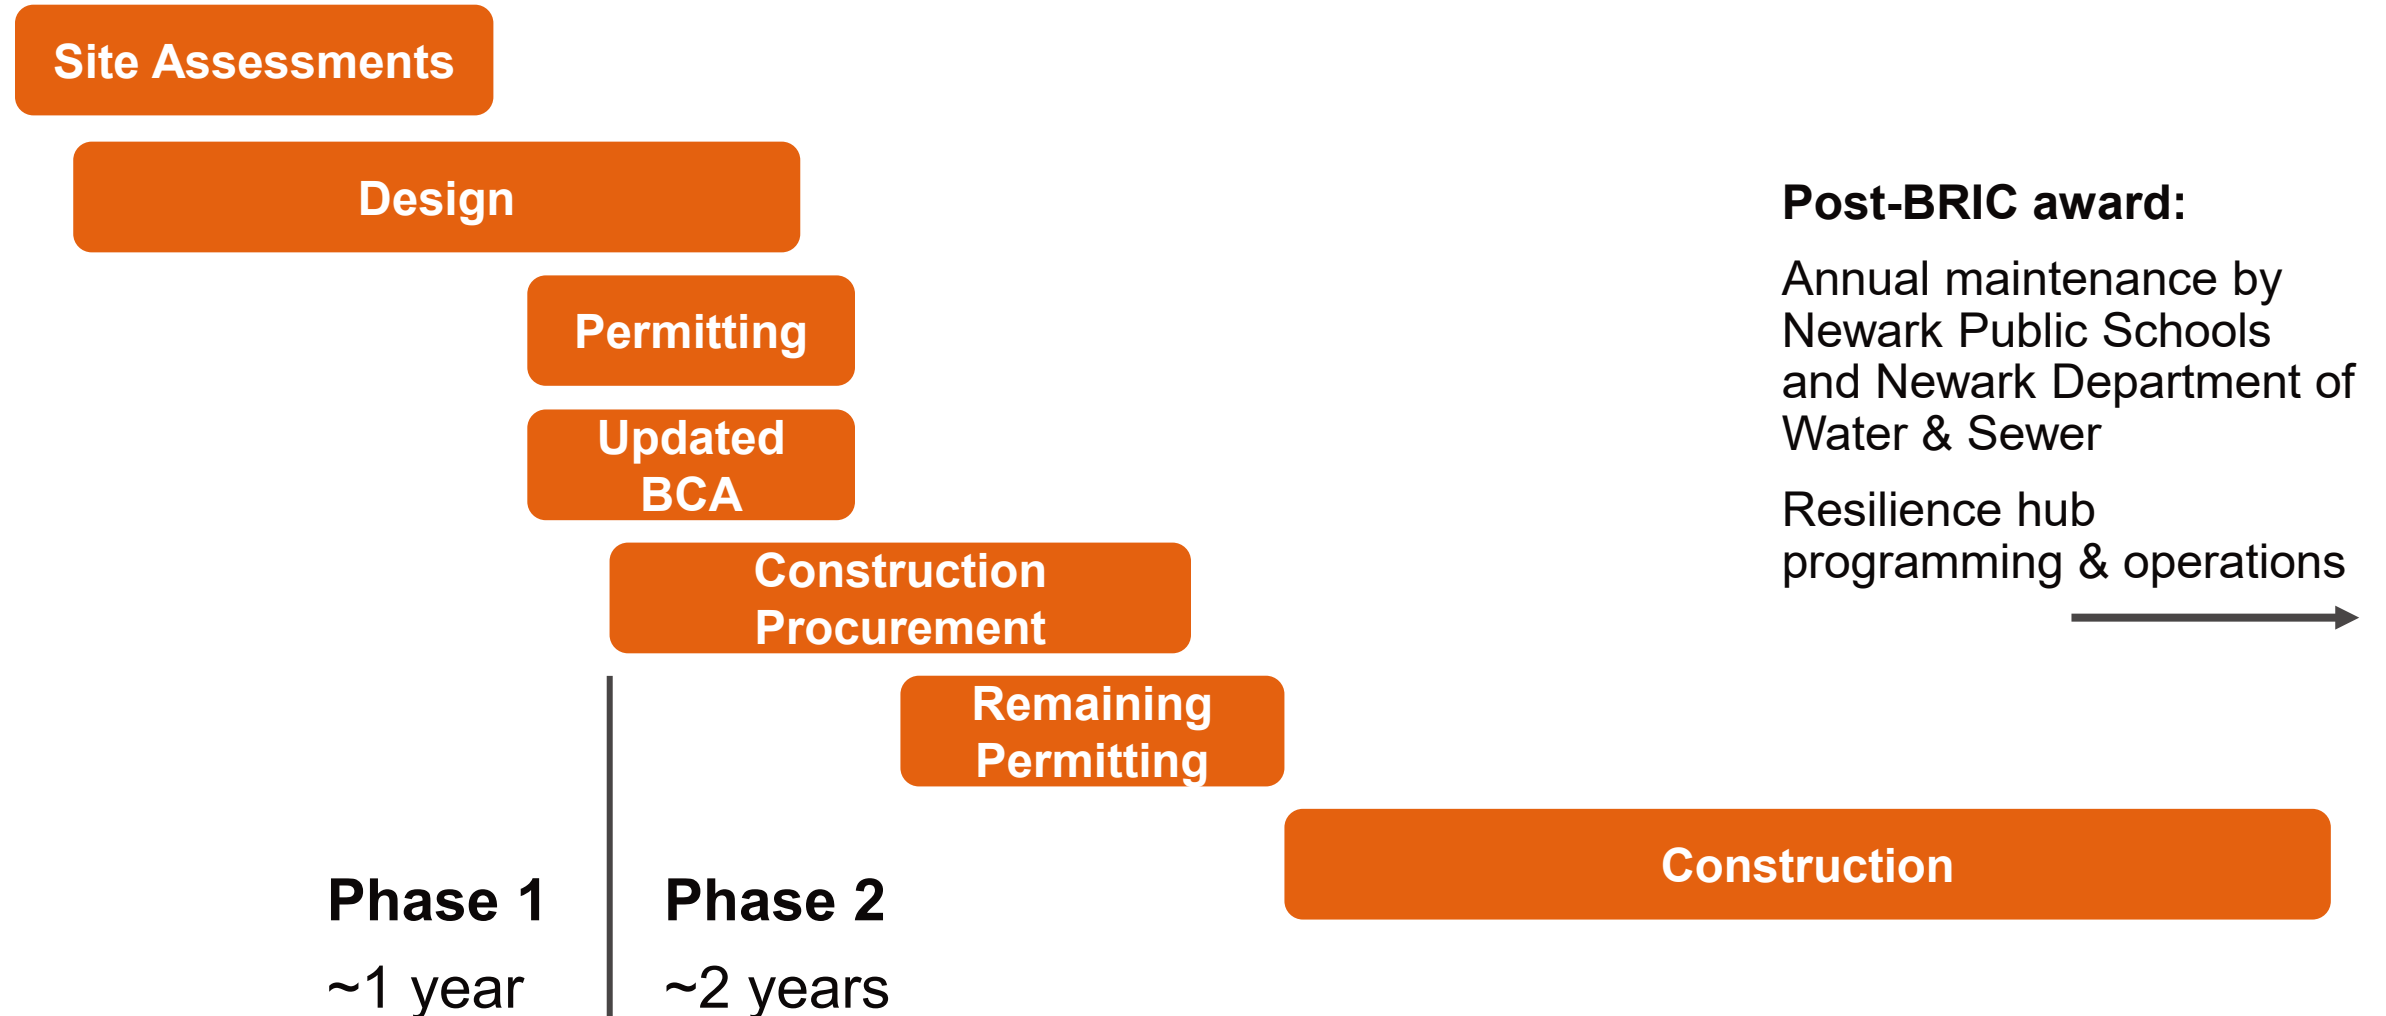 Site Assessments
Design
Permitting
Updated
BCA
Construction
Procurement
Remaining
Permitting
Construction
Phase 1
~1 year
Phase 2
~2 years
Post-BRIC award:
Annual maintenance by
Newark Public Schools
and Newark Department of
Water & Sewer
Resilience hub
programming & operations